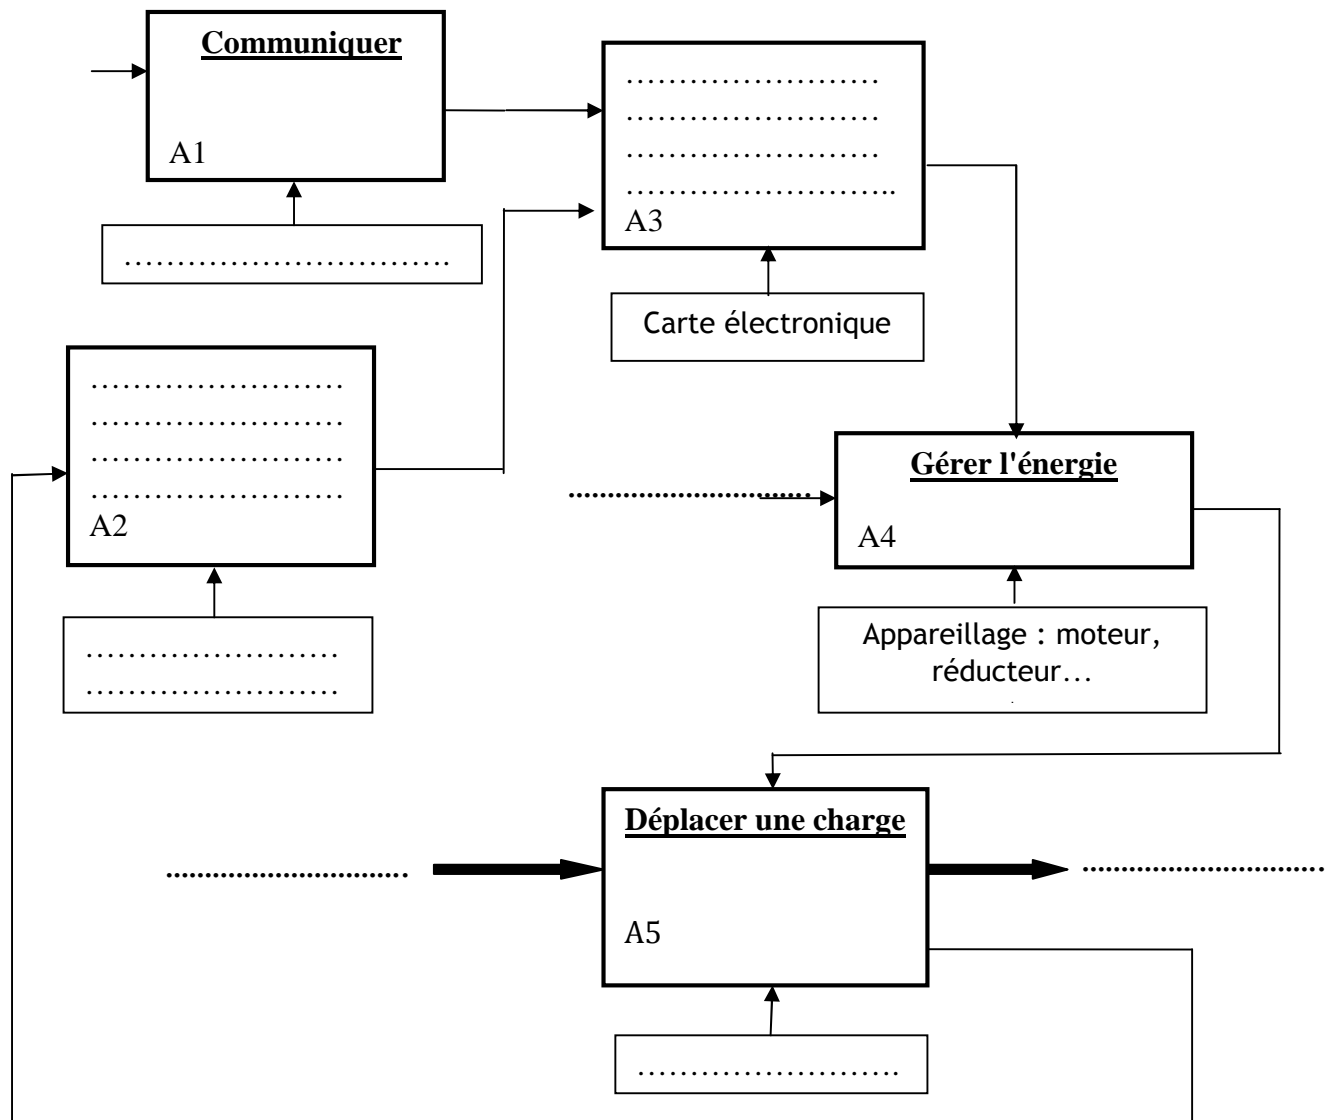 Communiquer
A1
..............................
........................
........................
........................
.........................
A3
Carte électronique
........................
........................
........................
........................
A2
........................
........................
Gérer l'énergie
..............................
A4
Appareillage : moteur,
réducteur...
.
Déplacer une charge
..............................
..............................
A5
.........................